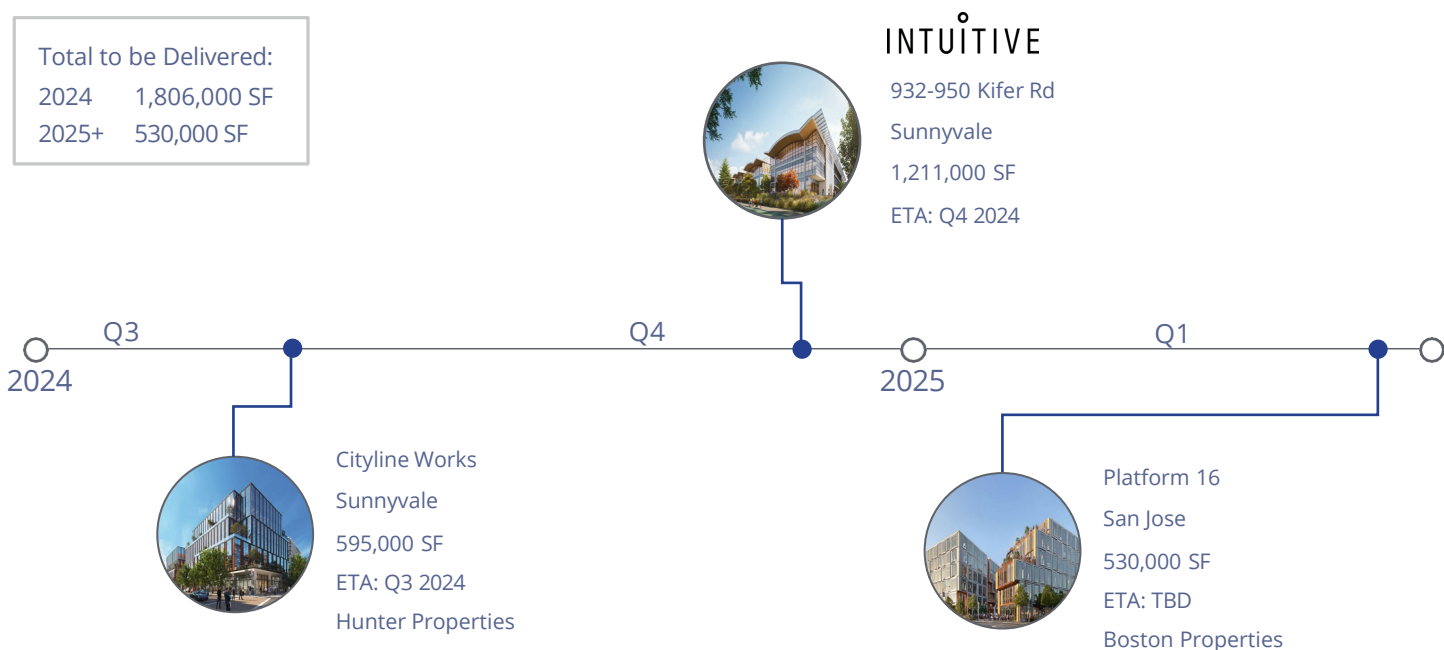 Total to be Delivered:
2024 1,806,000 SF
2025+ 530,000 SF
INTUITIVE
932-950 Kifer Rd
Sunnyvale
1,211,000 SF
ETA: Q4 2024
Q3
Q4
Q1
2024
2025
Cityline Works
Sunnyvale
595,000 SF
ETA: Q3 2024
Hunter Properties
Platform 16
San Jose
530,000 SF
ETA: TBD
Boston Properties